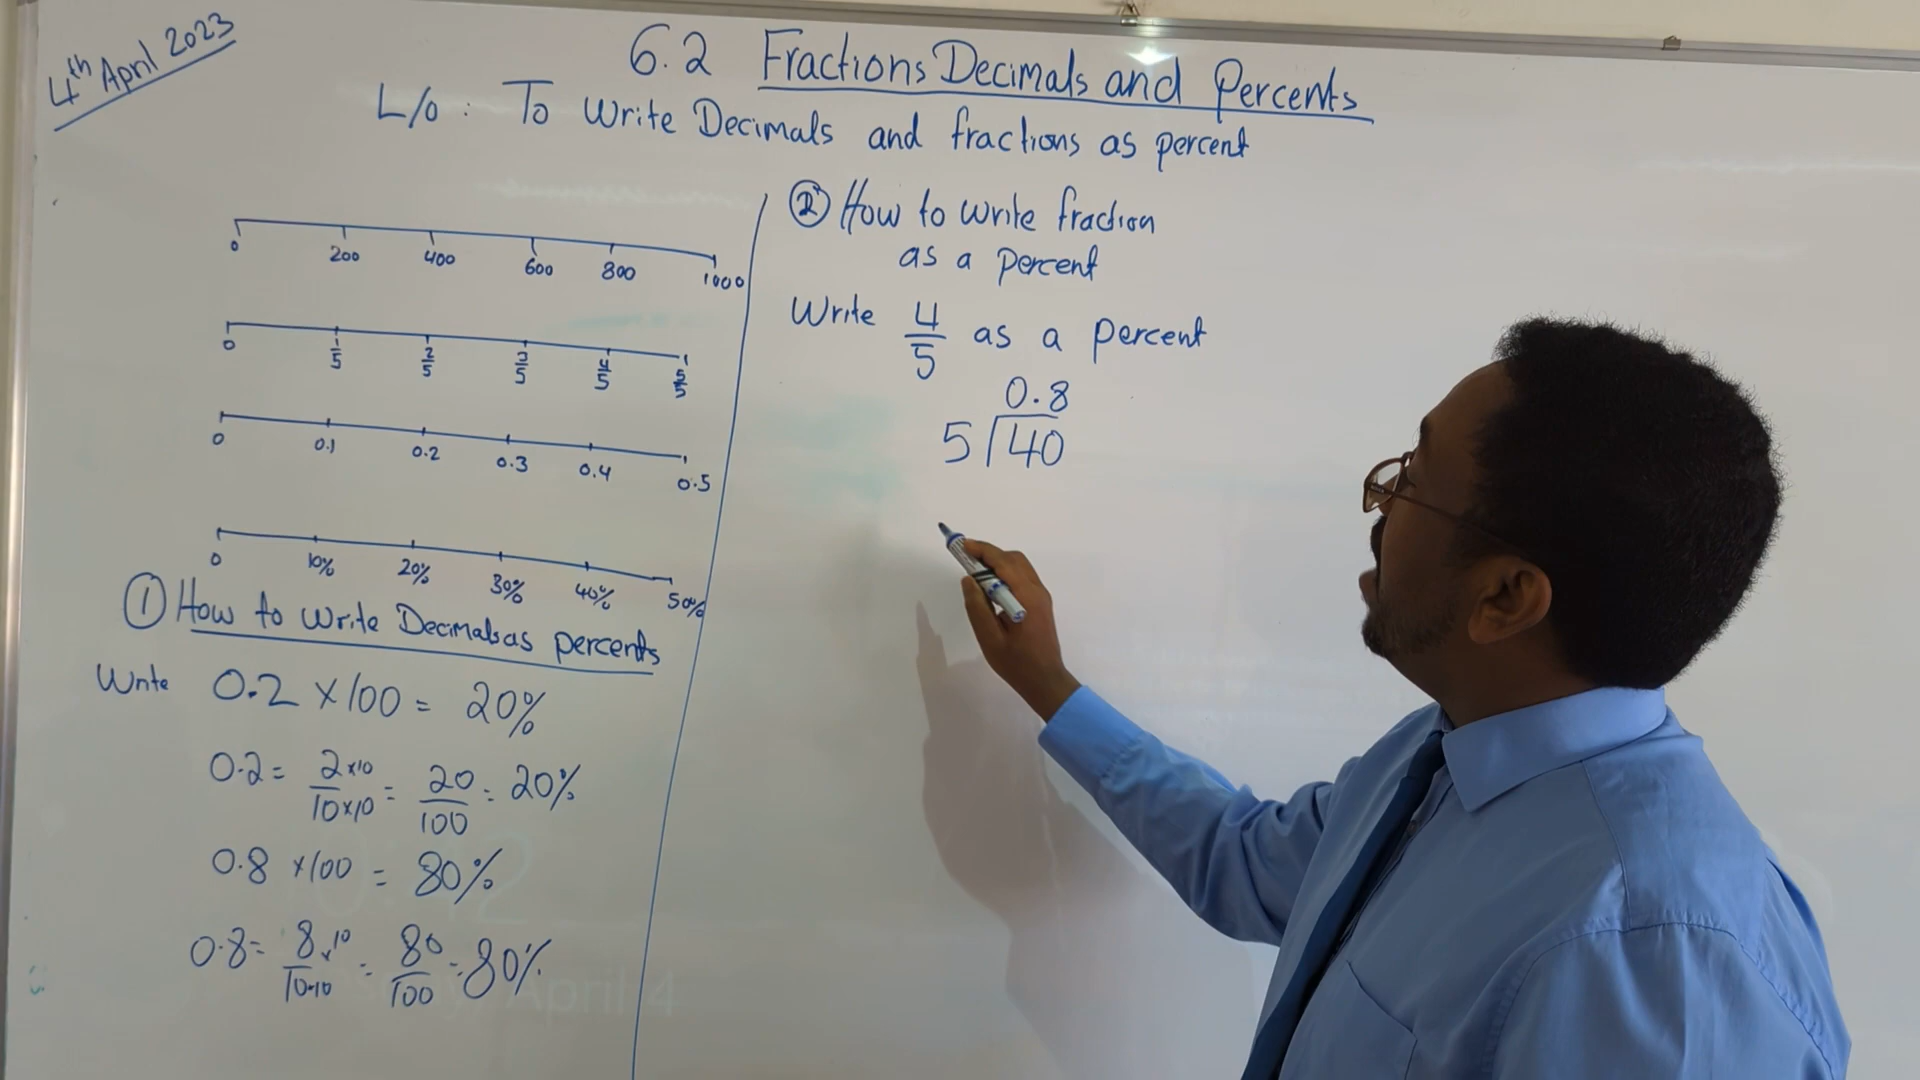 4th April 2023
6.2 Fractions Decimals and Percents
L/o : To Write Decimals and fractions as percent
0 200 400 600 800 1000
0 1/5 2/5 3/5 4/5 5/5
0 0.1 0.2 0.3 0.4 0.5
0 10% 20% 30% 40% 50%
① How to Write Decimals as percents
Write 0.2 × 100 = 20%
0.2 = 2×10/10×10 = 20/100 = 20%
0.8 ×100 = 80%
0.8 = 8×10/10×10 = 80/100 = 80%
② How to write fraction
as a percent
Write 4/5 as a percent
0.8
5 40